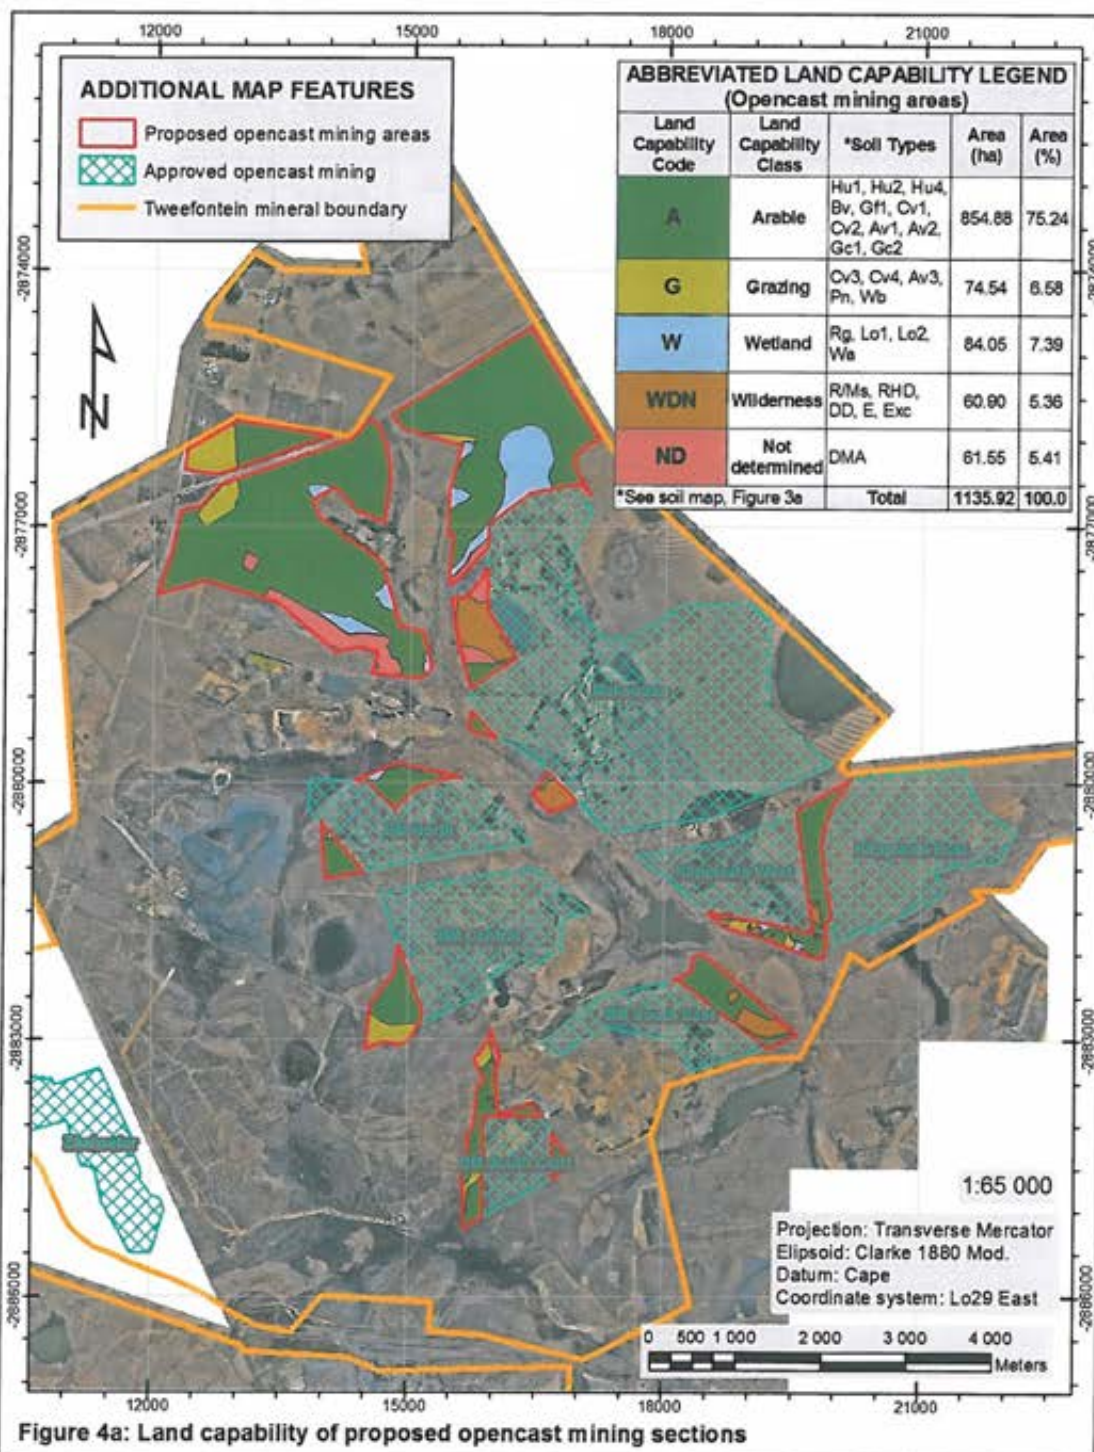 12000 15000 18000 21000
ADDITIONAL MAP FEATURES
Proposed opencast mining areas
Approved opencast mining
Tweefontein mineral boundary
ABBREVIATED LAND CAPABILITY LEGEND
(Opencast mining areas)
Land Capability Code Land Capability Class *Soil Types Area (ha) Area (%)
A Arable Hu1, Hu2, Hu4, Bv, Gf1, Cv1, Cv2, Av1, Av2, Gc1, Gc2 854.88 75.24
G Grazing Cv3, Cv4, Av3, Pn, Wb 74.54 6.58
W Wetland Rg, Lo1, Lo2, Wa 84.05 7.39
WDN Wilderness R/Ms, RHD, DD, E, Exc 60.90 5.36
ND Not determined DMA 61.55 5.41
*See soil map, Figure 3a Total 1135.92 100.0
N
-2874000
-2877000 -2877000
-2880000 -2880000
-2883000 -2883000
-2886000 -2886000
1:65 000
Projection: Transverse Mercator
Elipsoid: Clarke 1880 Mod.
Datum: Cape
Coordinate system: Lo29 East
0 500 1 000 2 000 3 000 4 000
Meters
12000 15000 18000 21000
Figure 4a: Land capability of proposed opencast mining sections